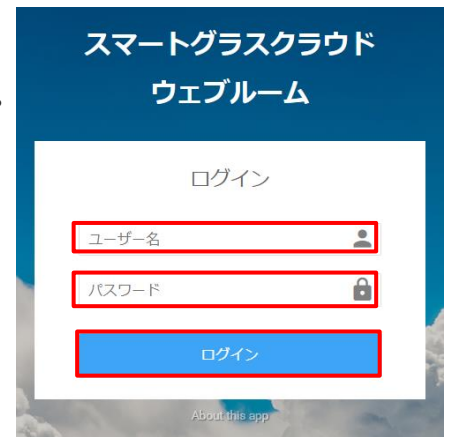 スマートグラスクラウド
ウェブルーム
ログイン
ユーザー名
パスワード
ログイン
About this app